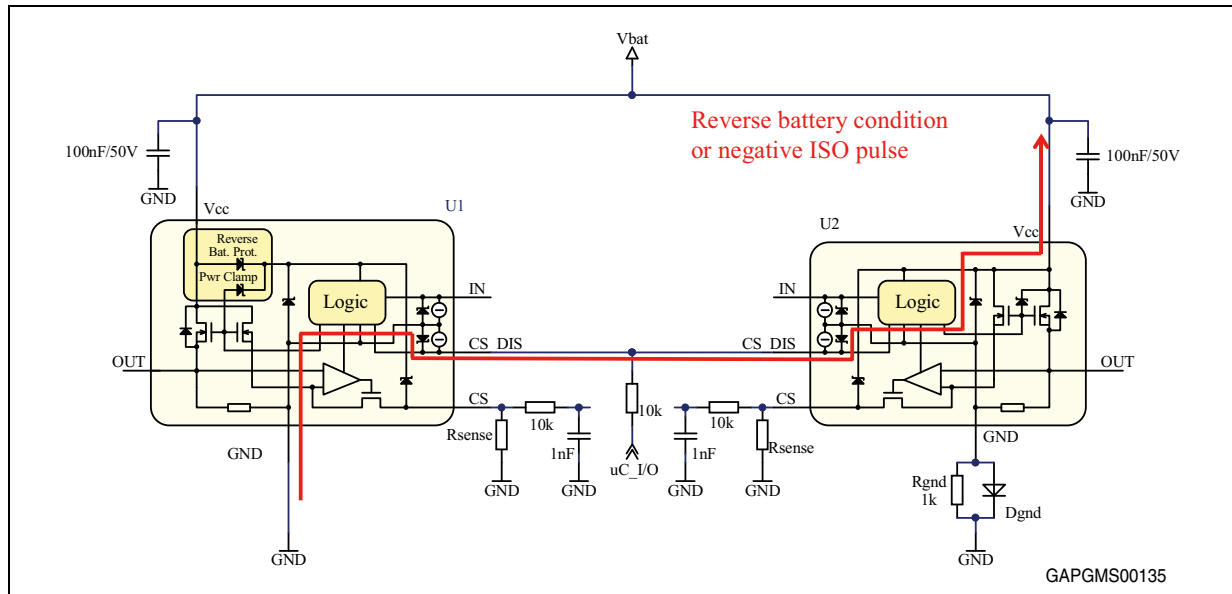 Vbat
Reverse battery condition
or negative ISO pulse
100nF/50V
GND
100nF/50V
GND
U1
Vcc
Reverse
Bat. Prot.
Pwr Clamp
Logic
IN
CS_DIS
OUT
CS
GND
Rsense
GND
10k
1nF
GND
10k
uC_I/O
U2
Vcc
IN
Logic
CS_DIS
OUT
CS
GND
10k
1nF
GND
Rsense
GND
Rgnd
1k
Dgnd
GND
GND
GAPGMS00135